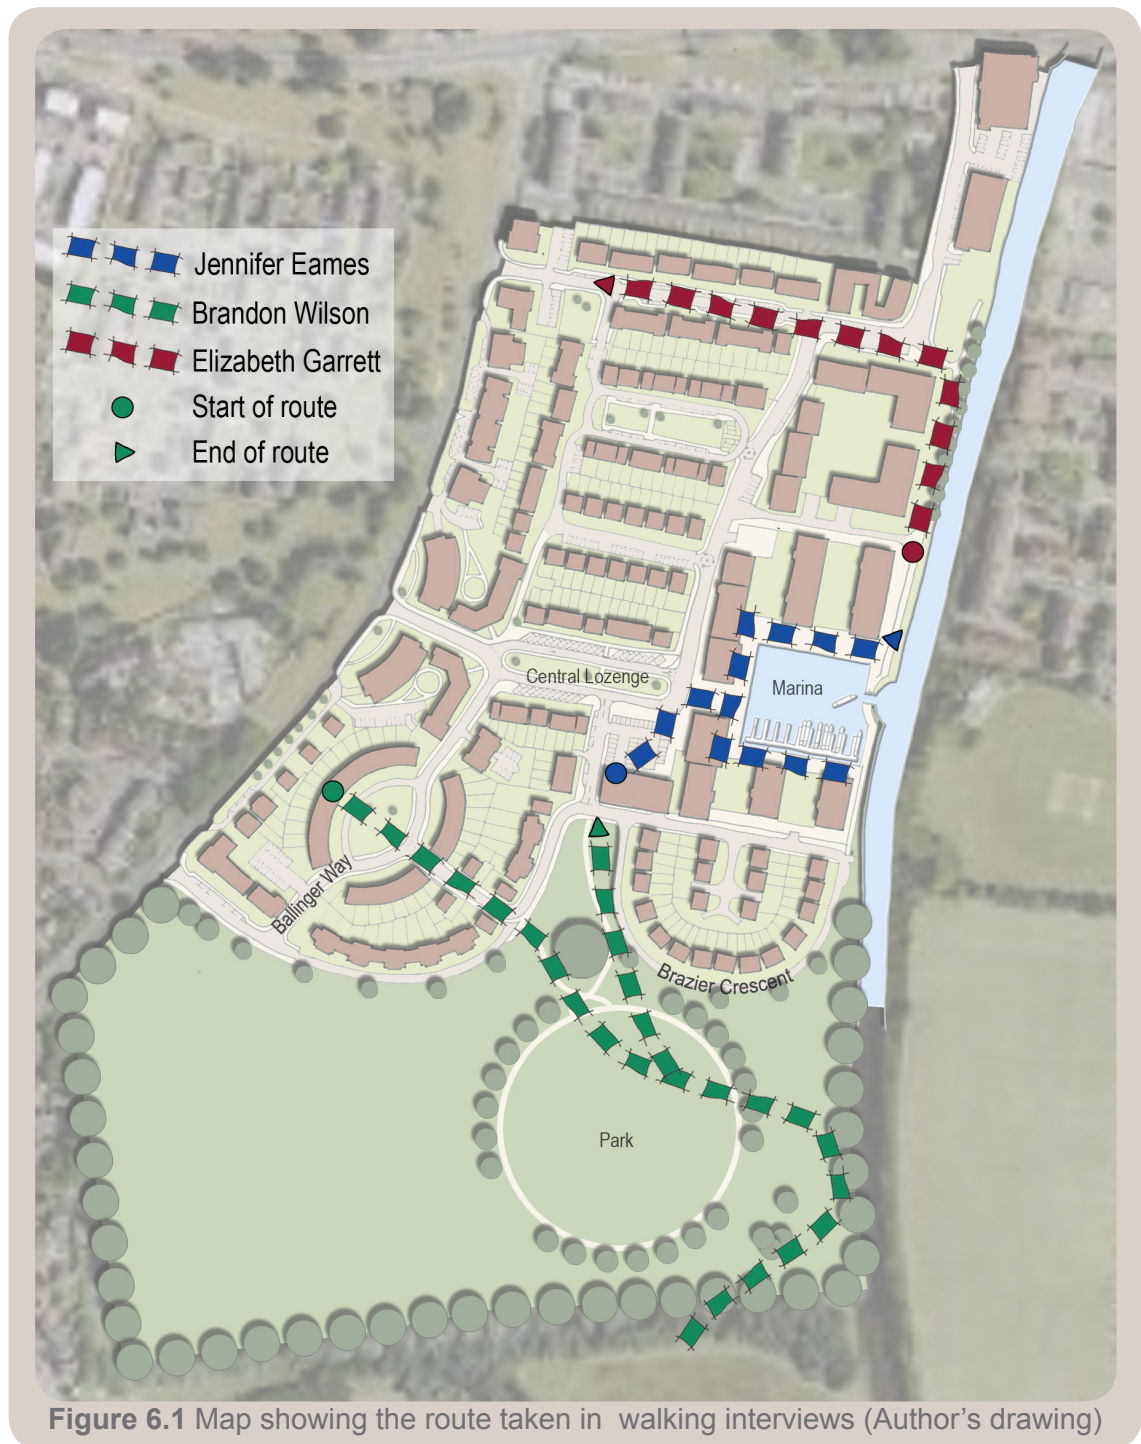 Jennifer Eames
Brandon Wilson
Elizabeth Garrett
Start of route
End of route
Central Lozenge
Marina
Ballinger Way
Brazier Crescent
Park
Figure 6.1 Map showing the route taken in walking interviews (Author's drawing)